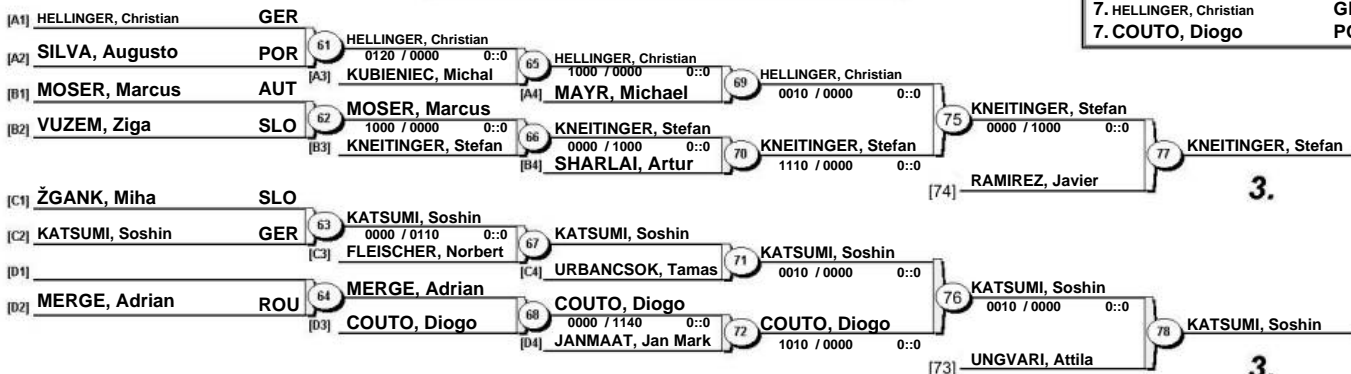 7. HELLINGER, Christian
7. COUTO, Diogo
[A1] HELLINGER, Christian GER
[A2] SILVA, Augusto POR
[B1] MOSER, Marcus AUT
[B2] VUZEM, Ziga SLO
[C1] ŽGANK, Miha SLO
[C2] KATSUMI, Soshin GER
[D1]
[D2] MERGE, Adrian ROU
61 HELLINGER, Christian
0120 / 0000 0::0
[A3] KUBIENIEC, Michal
62 MOSER, Marcus
1000 / 0000 0::0
[B3] KNEITINGER, Stefan
63 KATSUMI, Soshin
0000 / 0110 0::0
[C3] FLEISCHER, Norbert
64 MERGE, Adrian
[D3] COUTO, Diogo
65 HELLINGER, Christian
1000 / 0000 0::0
[A4] MAYR, Michael
66 KNEITINGER, Stefan
0000 / 1000 0::0
[B4] SHARLAI, Artur
67 KATSUMI, Soshin
[C4] URBANCSOK, Tamas
68 COUTO, Diogo
0000 / 1140 0::0
[D4] JANMAAT, Jan Mark
69 HELLINGER, Christian
0010 / 0000 0::0
70 KNEITINGER, Stefan
1110 / 0000 0::0
71 KATSUMI, Soshin
0010 / 0000 0::0
72 COUTO, Diogo
1010 / 0000 0::0
75 KNEITINGER, Stefan
0000 / 1000 0::0
[74] RAMIREZ, Javier
76 KATSUMI, Soshin
0010 / 0000 0::0
[73] UNGVARI, Attila
77 KNEITINGER, Stefan
3.
78 KATSUMI, Soshin
3.